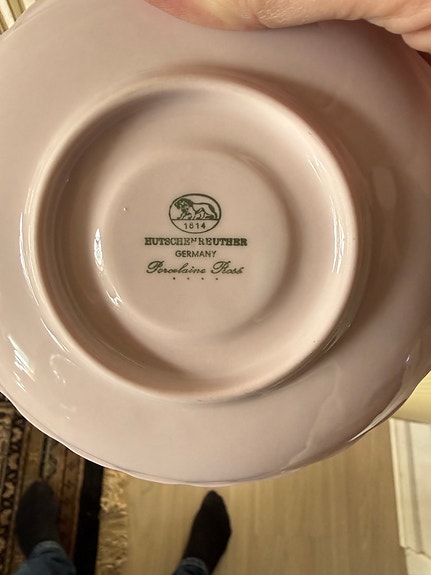 1814
HUTSCHENREUTHER
GERMANY
Porcelaine Rosé